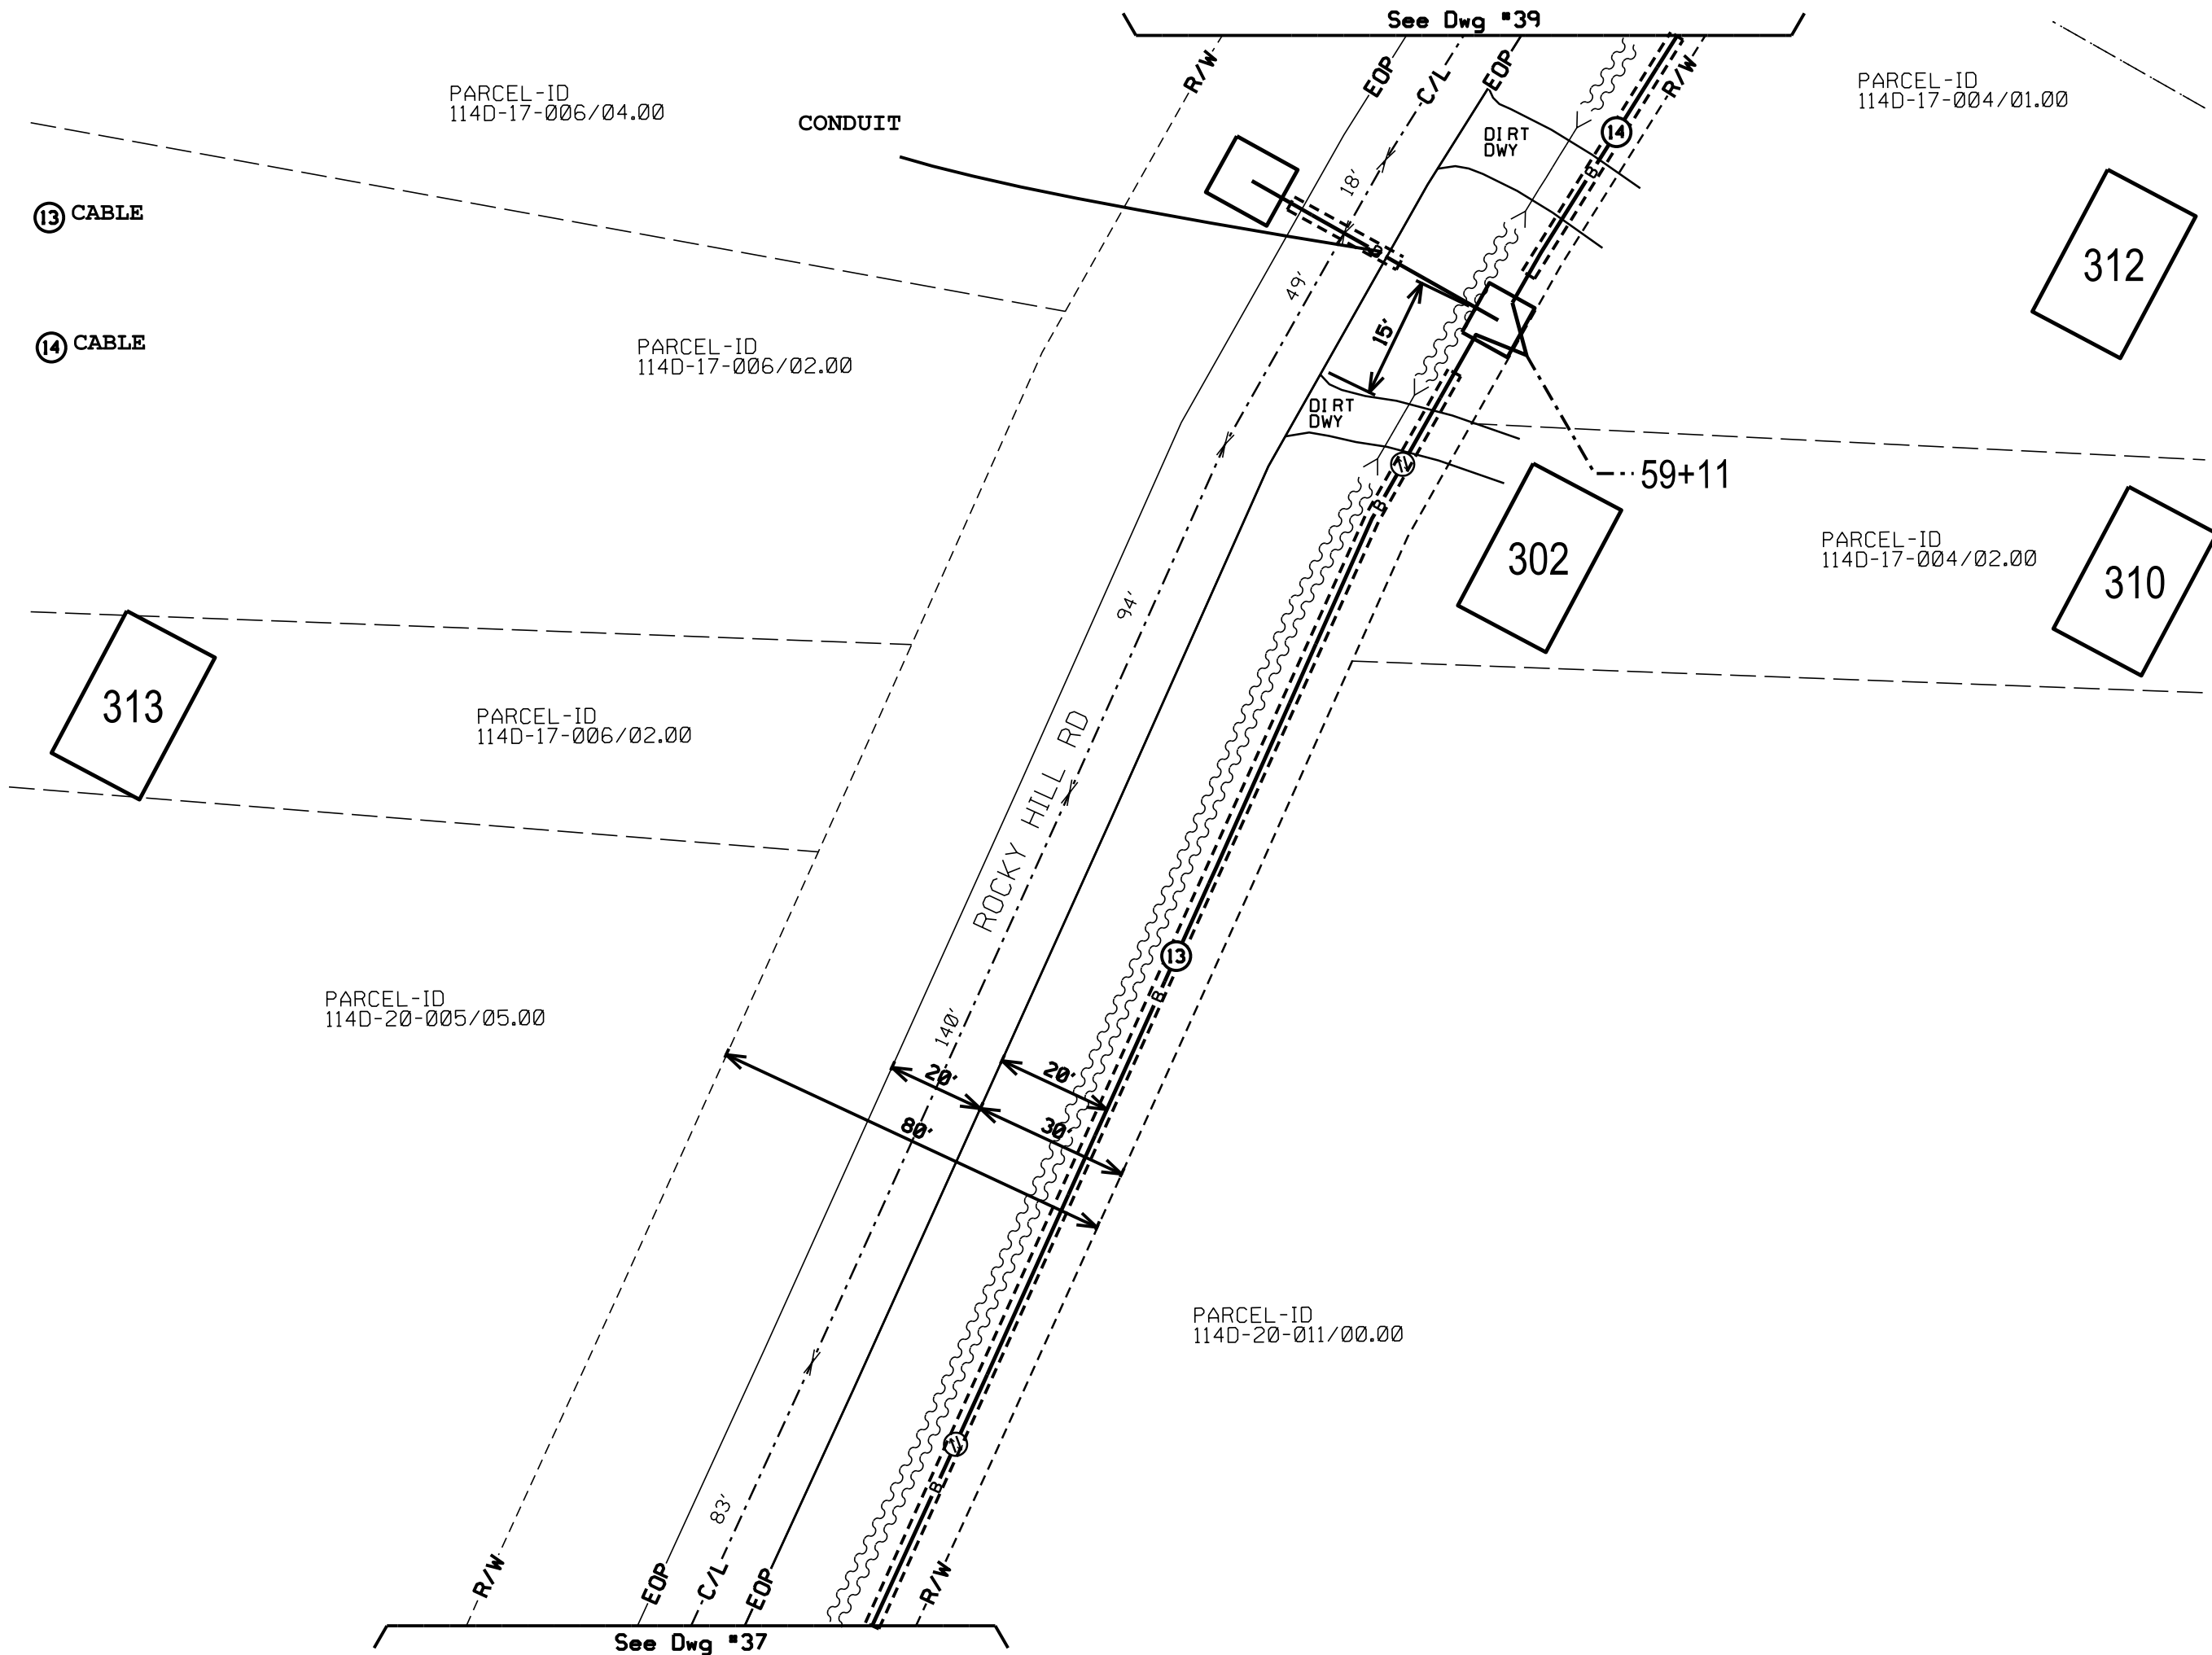 See Dwg #39
R/W
EOP
C/L
EOP
R/W
PARCEL-ID
114D-17-006/04.00
PARCEL-ID
114D-17-004/01.00
CONDUIT
DIRT
DWY
14
B
18'
13 CABLE
B
312
49'
14 CABLE
15'
PARCEL-ID
114D-17-006/02.00
DIRT
DWY
59+11
B
302
PARCEL-ID
114D-17-004/02.00
310
94'
313
PARCEL-ID
114D-17-006/02.00
ROCKY HILL RD
13
B
PARCEL-ID
114D-20-005/05.00
140'
20'
20'
80'
30'
PARCEL-ID
114D-20-011/00.00
B
83'
R/W
EOP
C/L
EOP
R/W
See Dwg #37